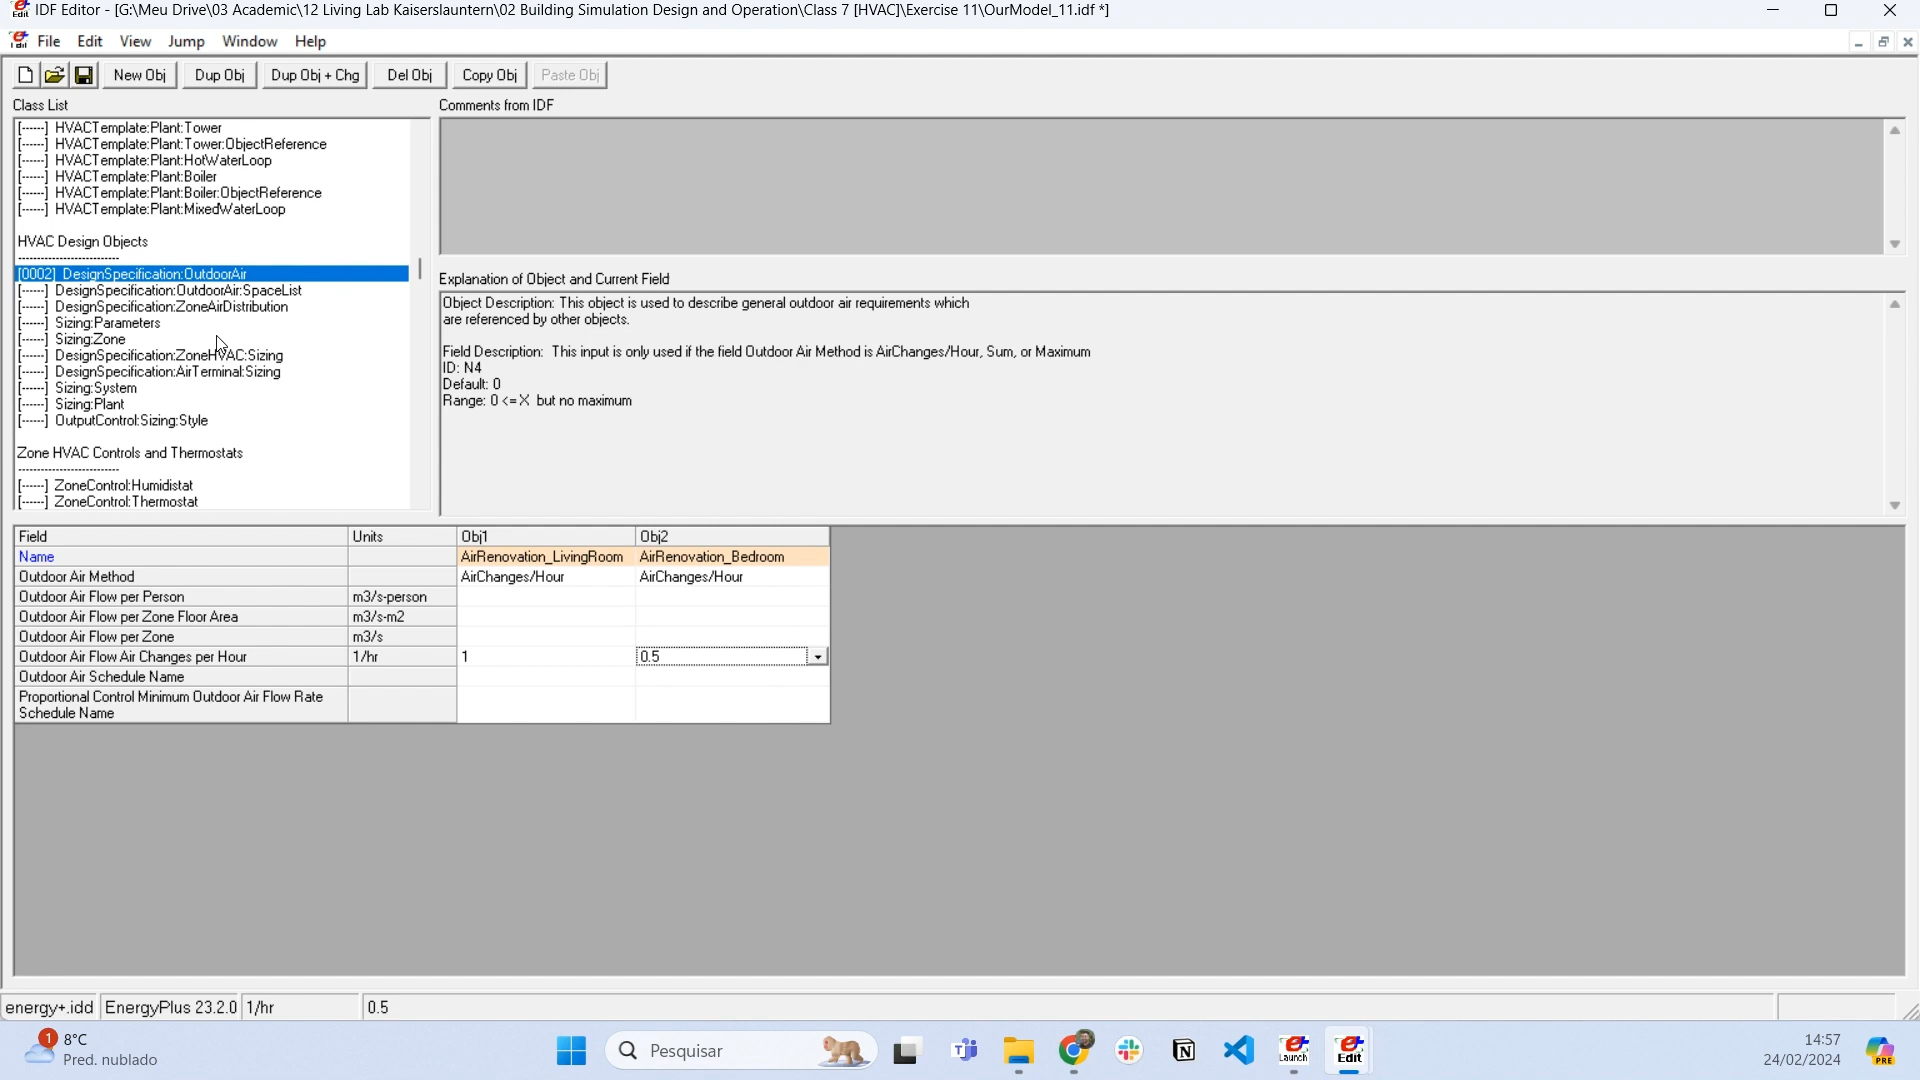 IDF Editor - [G:\Meu Drive\03 Academic\12 Living Lab Kaiserslauntern\02 Building Simulation Design and Operation\Class 7 [HVAC]\Exercise 11\OurModel_11.idf *]
File Edit View Jump Window Help
New Obj Dup Obj Dup Obj + Chg Del Obj Copy Obj Paste Obj
Class List
[------] HVACTemplate:Plant:Tower
[------] HVACTemplate:Plant:Tower:ObjectReference
[------] HVACTemplate:Plant:HotWaterLoop
[------] HVACTemplate:Plant:Boiler
[------] HVACTemplate:Plant:Boiler:ObjectReference
[------] HVACTemplate:Plant:MixedWaterLoop
HVAC Design Objects
--------------------------
[0002] DesignSpecification:OutdoorAir
[------] DesignSpecification:OutdoorAir:SpaceList
[------] DesignSpecification:ZoneAirDistribution
[------] Sizing:Parameters
[------] Sizing:Zone
[------] DesignSpecification:ZoneHVAC:Sizing
[------] DesignSpecification:AirTerminal:Sizing
[------] Sizing:System
[------] Sizing:Plant
[------] OutputControl:Sizing:Style
Zone HVAC Controls and Thermostats
--------------------------
[------] ZoneControl:Humidistat
[------] ZoneControl:Thermostat
Comments from IDF
Explanation of Object and Current Field
Object Description: This object is used to describe general outdoor air requirements which
are referenced by other objects.
Field Description: This input is only used if the field Outdoor Air Method is AirChanges/Hour, Sum, or Maximum
ID: N4
Default: 0
Range: 0 <= X but no maximum
Field Units Obj1 Obj2
Name AirRenovation_LivingRoom AirRenovation_Bedroom
Outdoor Air Method AirChanges/Hour AirChanges/Hour
Outdoor Air Flow per Person m3/s-person
Outdoor Air Flow per Zone Floor Area m3/s-m2
Outdoor Air Flow per Zone m3/s
Outdoor Air Flow Air Changes per Hour 1/hr 1 0.5
Outdoor Air Schedule Name
Proportional Control Minimum Outdoor Air Flow Rate
Schedule Name
energy+.idd EnergyPlus 23.2.0 1/hr 0.5
1 8°C
Pred. nublado
Pesquisar
Launch
Edit
14:57
24/02/2024
PRE